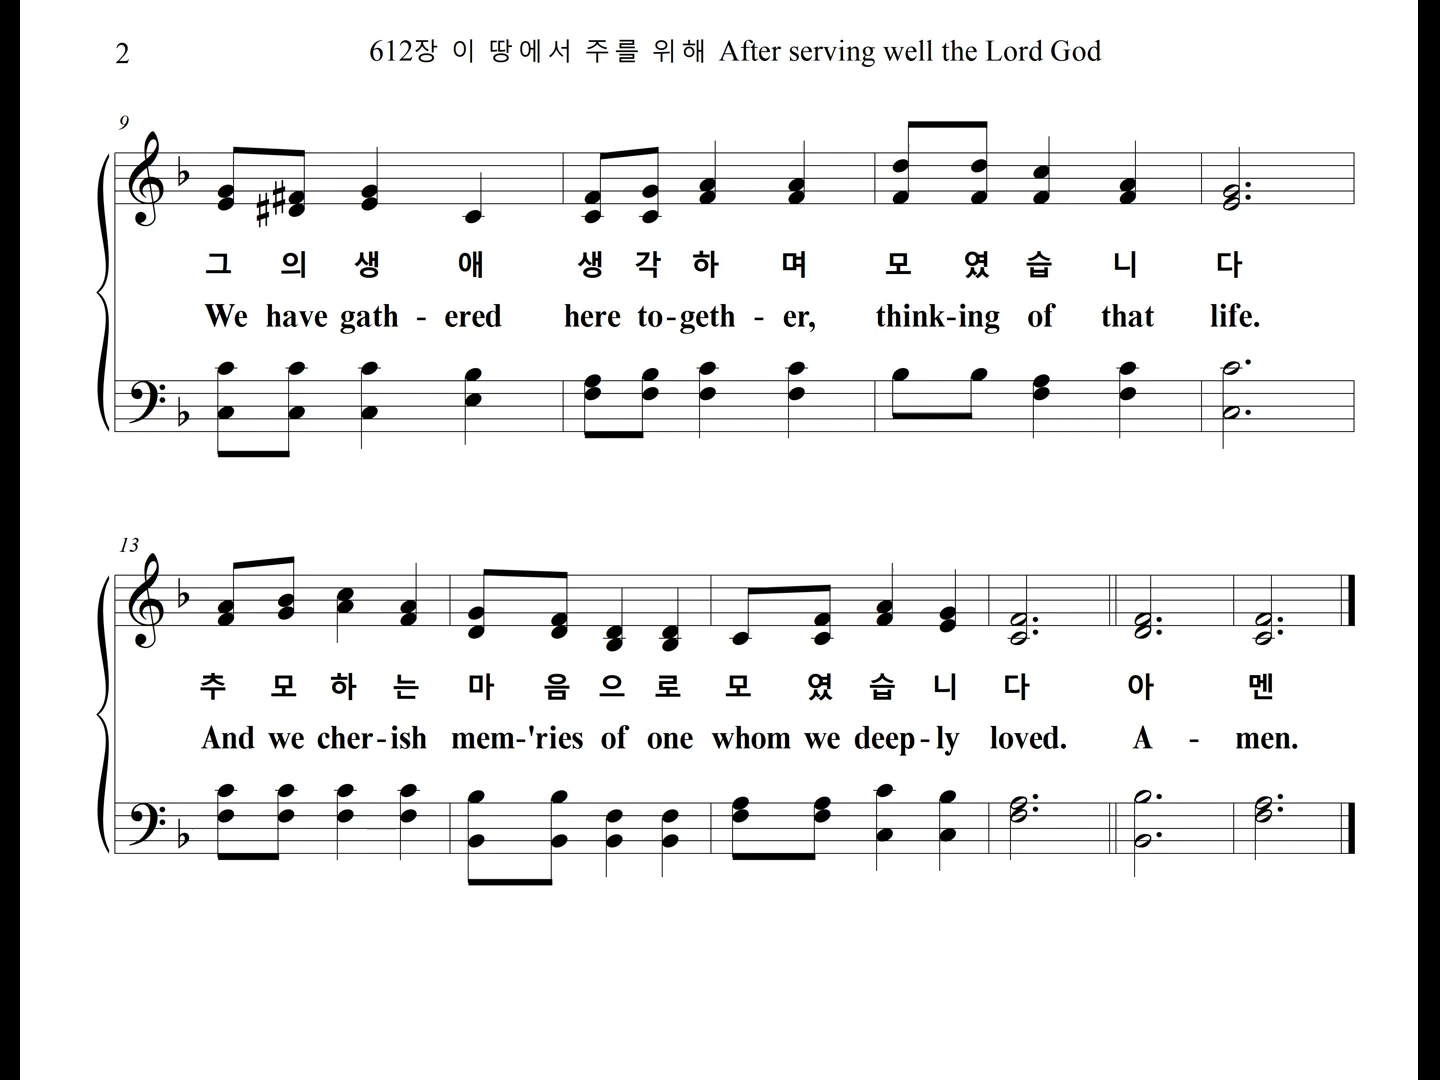 2
612장 이 땅에서 주를 위해 After serving well the Lord God
9
그 의 생 애 생 각 하 며 모 였 습 니 다
We have gath - ered here to-geth - er, think-ing of that life.
13
추 모 하 는 마 음 으 로 모 였 습 니 다 아 멘
And we cher-ish mem-'ries of one whom we deep-ly loved. A - men.